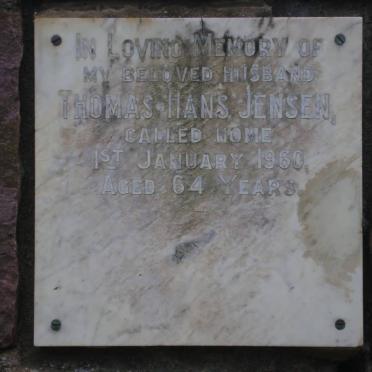 IN LOVING MEMORY OF
MY BELOVED HUSBAND
THOMAS HANS JENSEN,
CALLED HOME
1ST JANUARY 1960,
AGED 64 YEARS